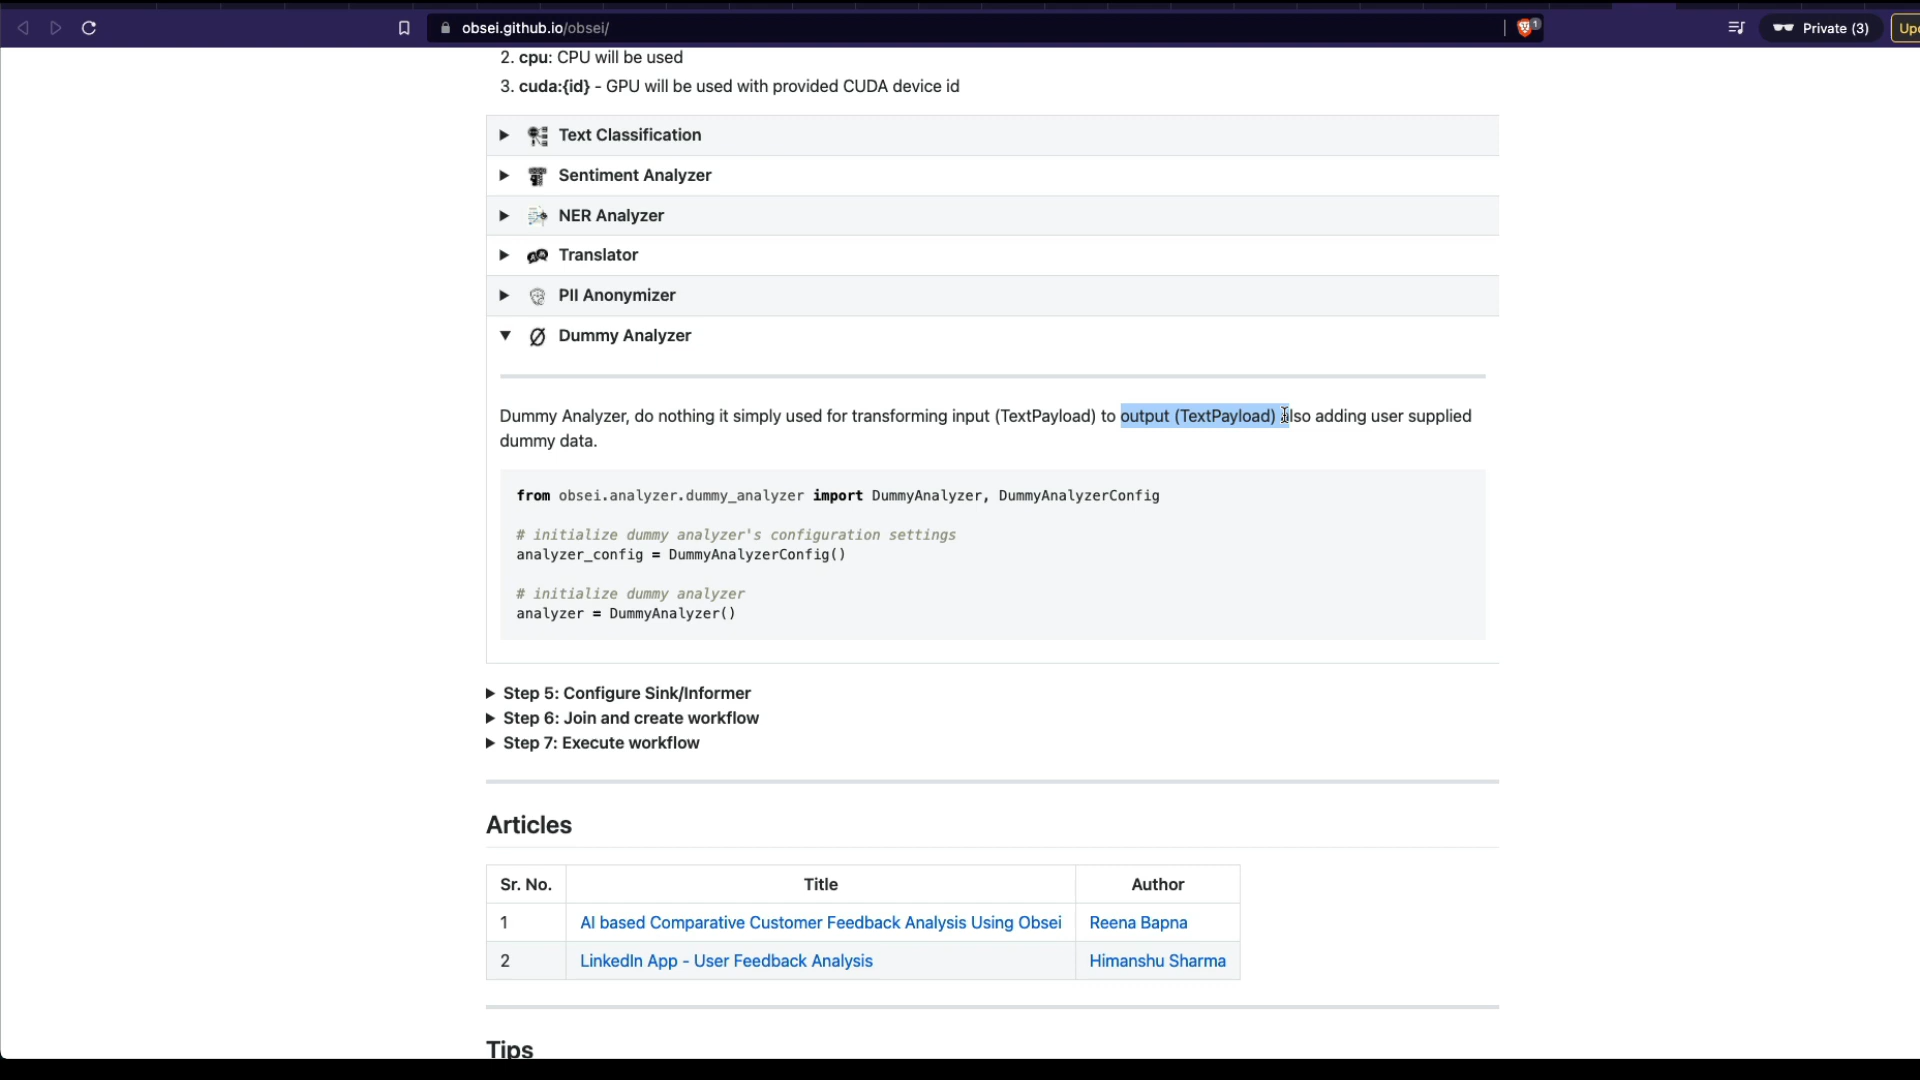 obsei.github.io/obsei/
1
Private (3)
2. cpu: CPU will be used
3. cuda:{id} - GPU will be used with provided CUDA device id
Text Classification
Sentiment Analyzer
NER Analyzer
Translator
PII Anonymizer
Dummy Analyzer
Dummy Analyzer, do nothing it simply used for transforming input (TextPayload) to output (TextPayload) also adding user supplied
dummy data.
from obsei.analyzer.dummy_analyzer import DummyAnalyzer, DummyAnalyzerConfig
# initialize dummy analyzer's configuration settings
analyzer_config = DummyAnalyzerConfig()
# initialize dummy analyzer
analyzer = DummyAnalyzer()
Step 5: Configure Sink/Informer
Step 6: Join and create workflow
Step 7: Execute workflow
Articles
Sr. No. Title Author
1 AI based Comparative Customer Feedback Analysis Using Obsei Reena Bapna
2 LinkedIn App - User Feedback Analysis Himanshu Sharma
Tips